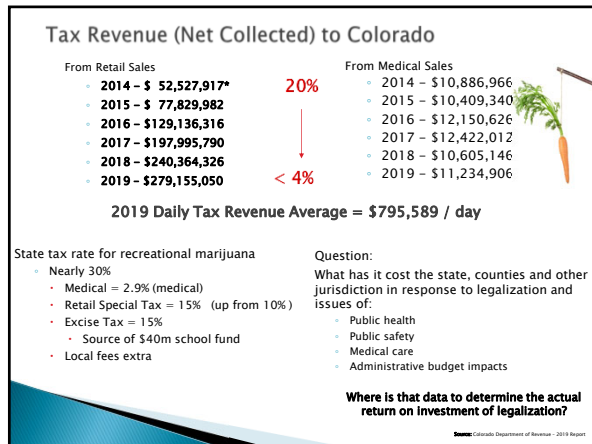 Tax Revenue (Net Collected) to Colorado
From Retail Sales
2014 – $ 52,527,917*
2015 – $ 77,829,982
2016 – $129,136,316
2017 – $197,995,790
2018 – $240,364,326
2019 – $279,155,050
20%
< 4%
From Medical Sales
2014 – $10,886,966
2015 – $10,409,340
2016 – $12,150,626
2017 – $12,422,012
2018 – $10,605,146
2019 – $11,234,906
2019 Daily Tax Revenue Average = $795,589 / day
State tax rate for recreational marijuana
Nearly 30%
Medical = 2.9% (medical)
Retail Special Tax = 15% (up from 10%)
Excise Tax = 15%
Source of $40m school fund
Local fees extra
Question:
What has it cost the state, counties and other
jurisdiction in response to legalization and
issues of:
Public health
Public safety
Medical care
Administrative budget impacts
Where is that data to determine the actual
return on investment of legalization?
Source: Colorado Department of Revenue – 2019 Report